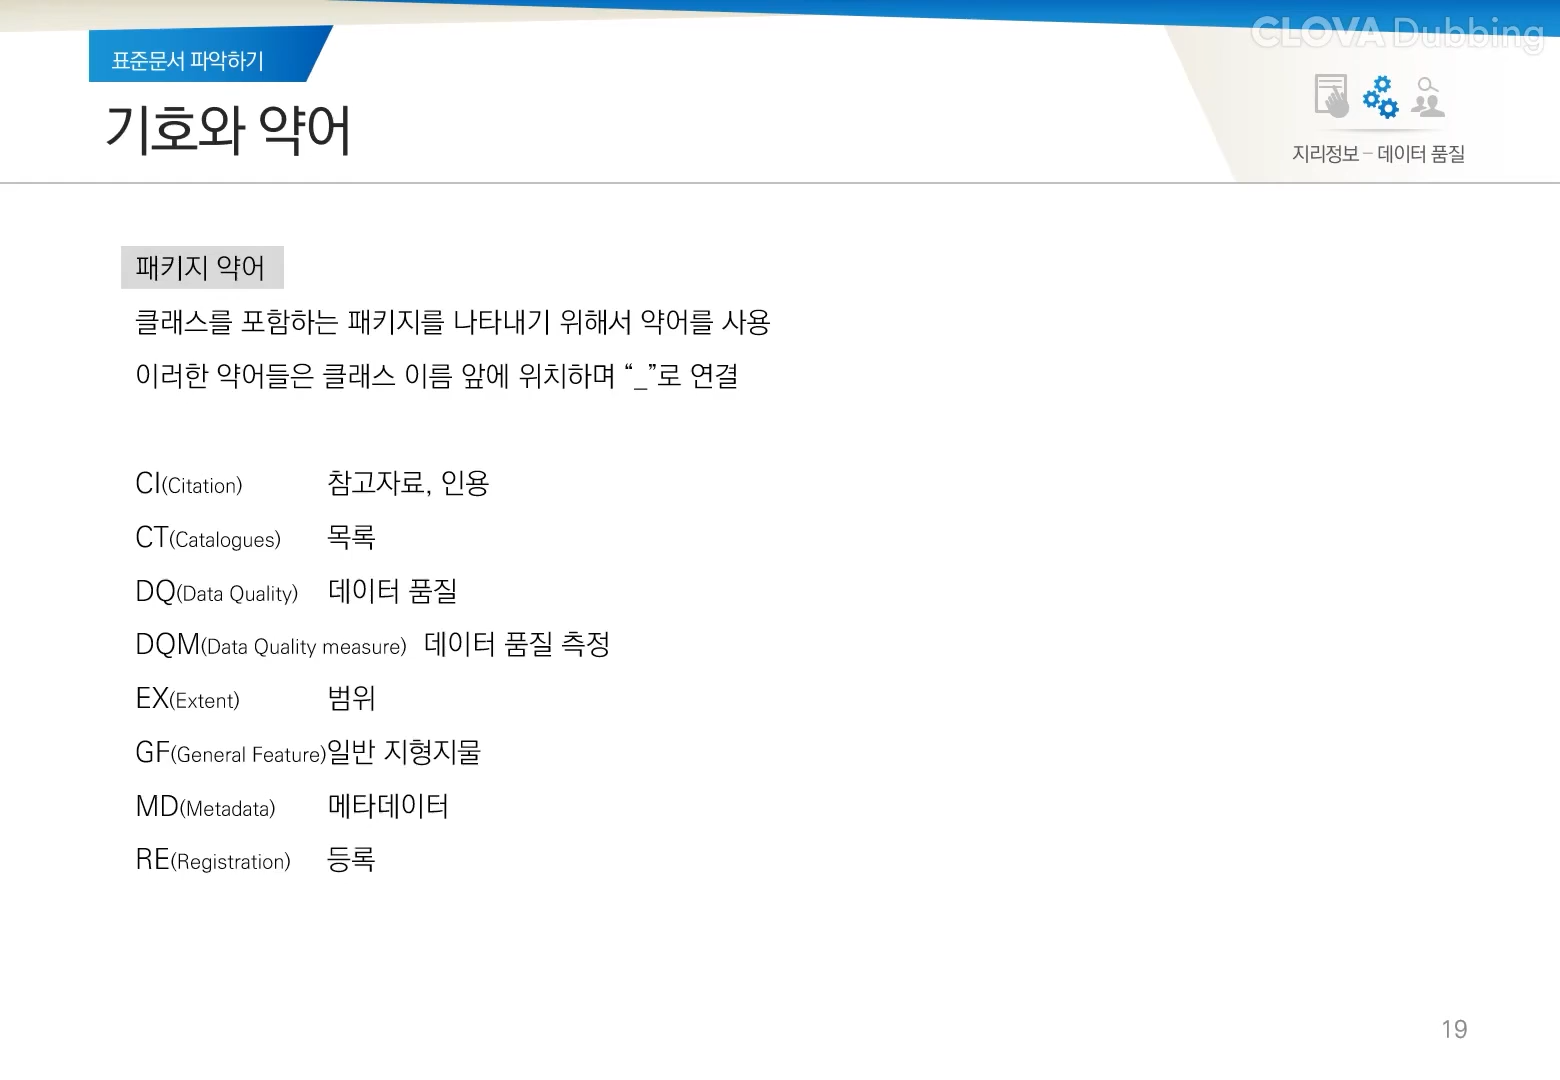 CLOVA Dubbing
표준문서 파악하기
기호와 약어
지리정보 – 데이터 품질
패키지 약어
클래스를 포함하는 패키지를 나타내기 위해서 약어를 사용
이러한 약어들은 클래스 이름 앞에 위치하며 “_”로 연결
CI(Citation) 참고자료, 인용
CT(Catalogues) 목록
DQ(Data Quality) 데이터 품질
DQM(Data Quality measure) 데이터 품질 측정
EX(Extent) 범위
GF(General Feature)일반 지형지물
MD(Metadata) 메타데이터
RE(Registration) 등록
19